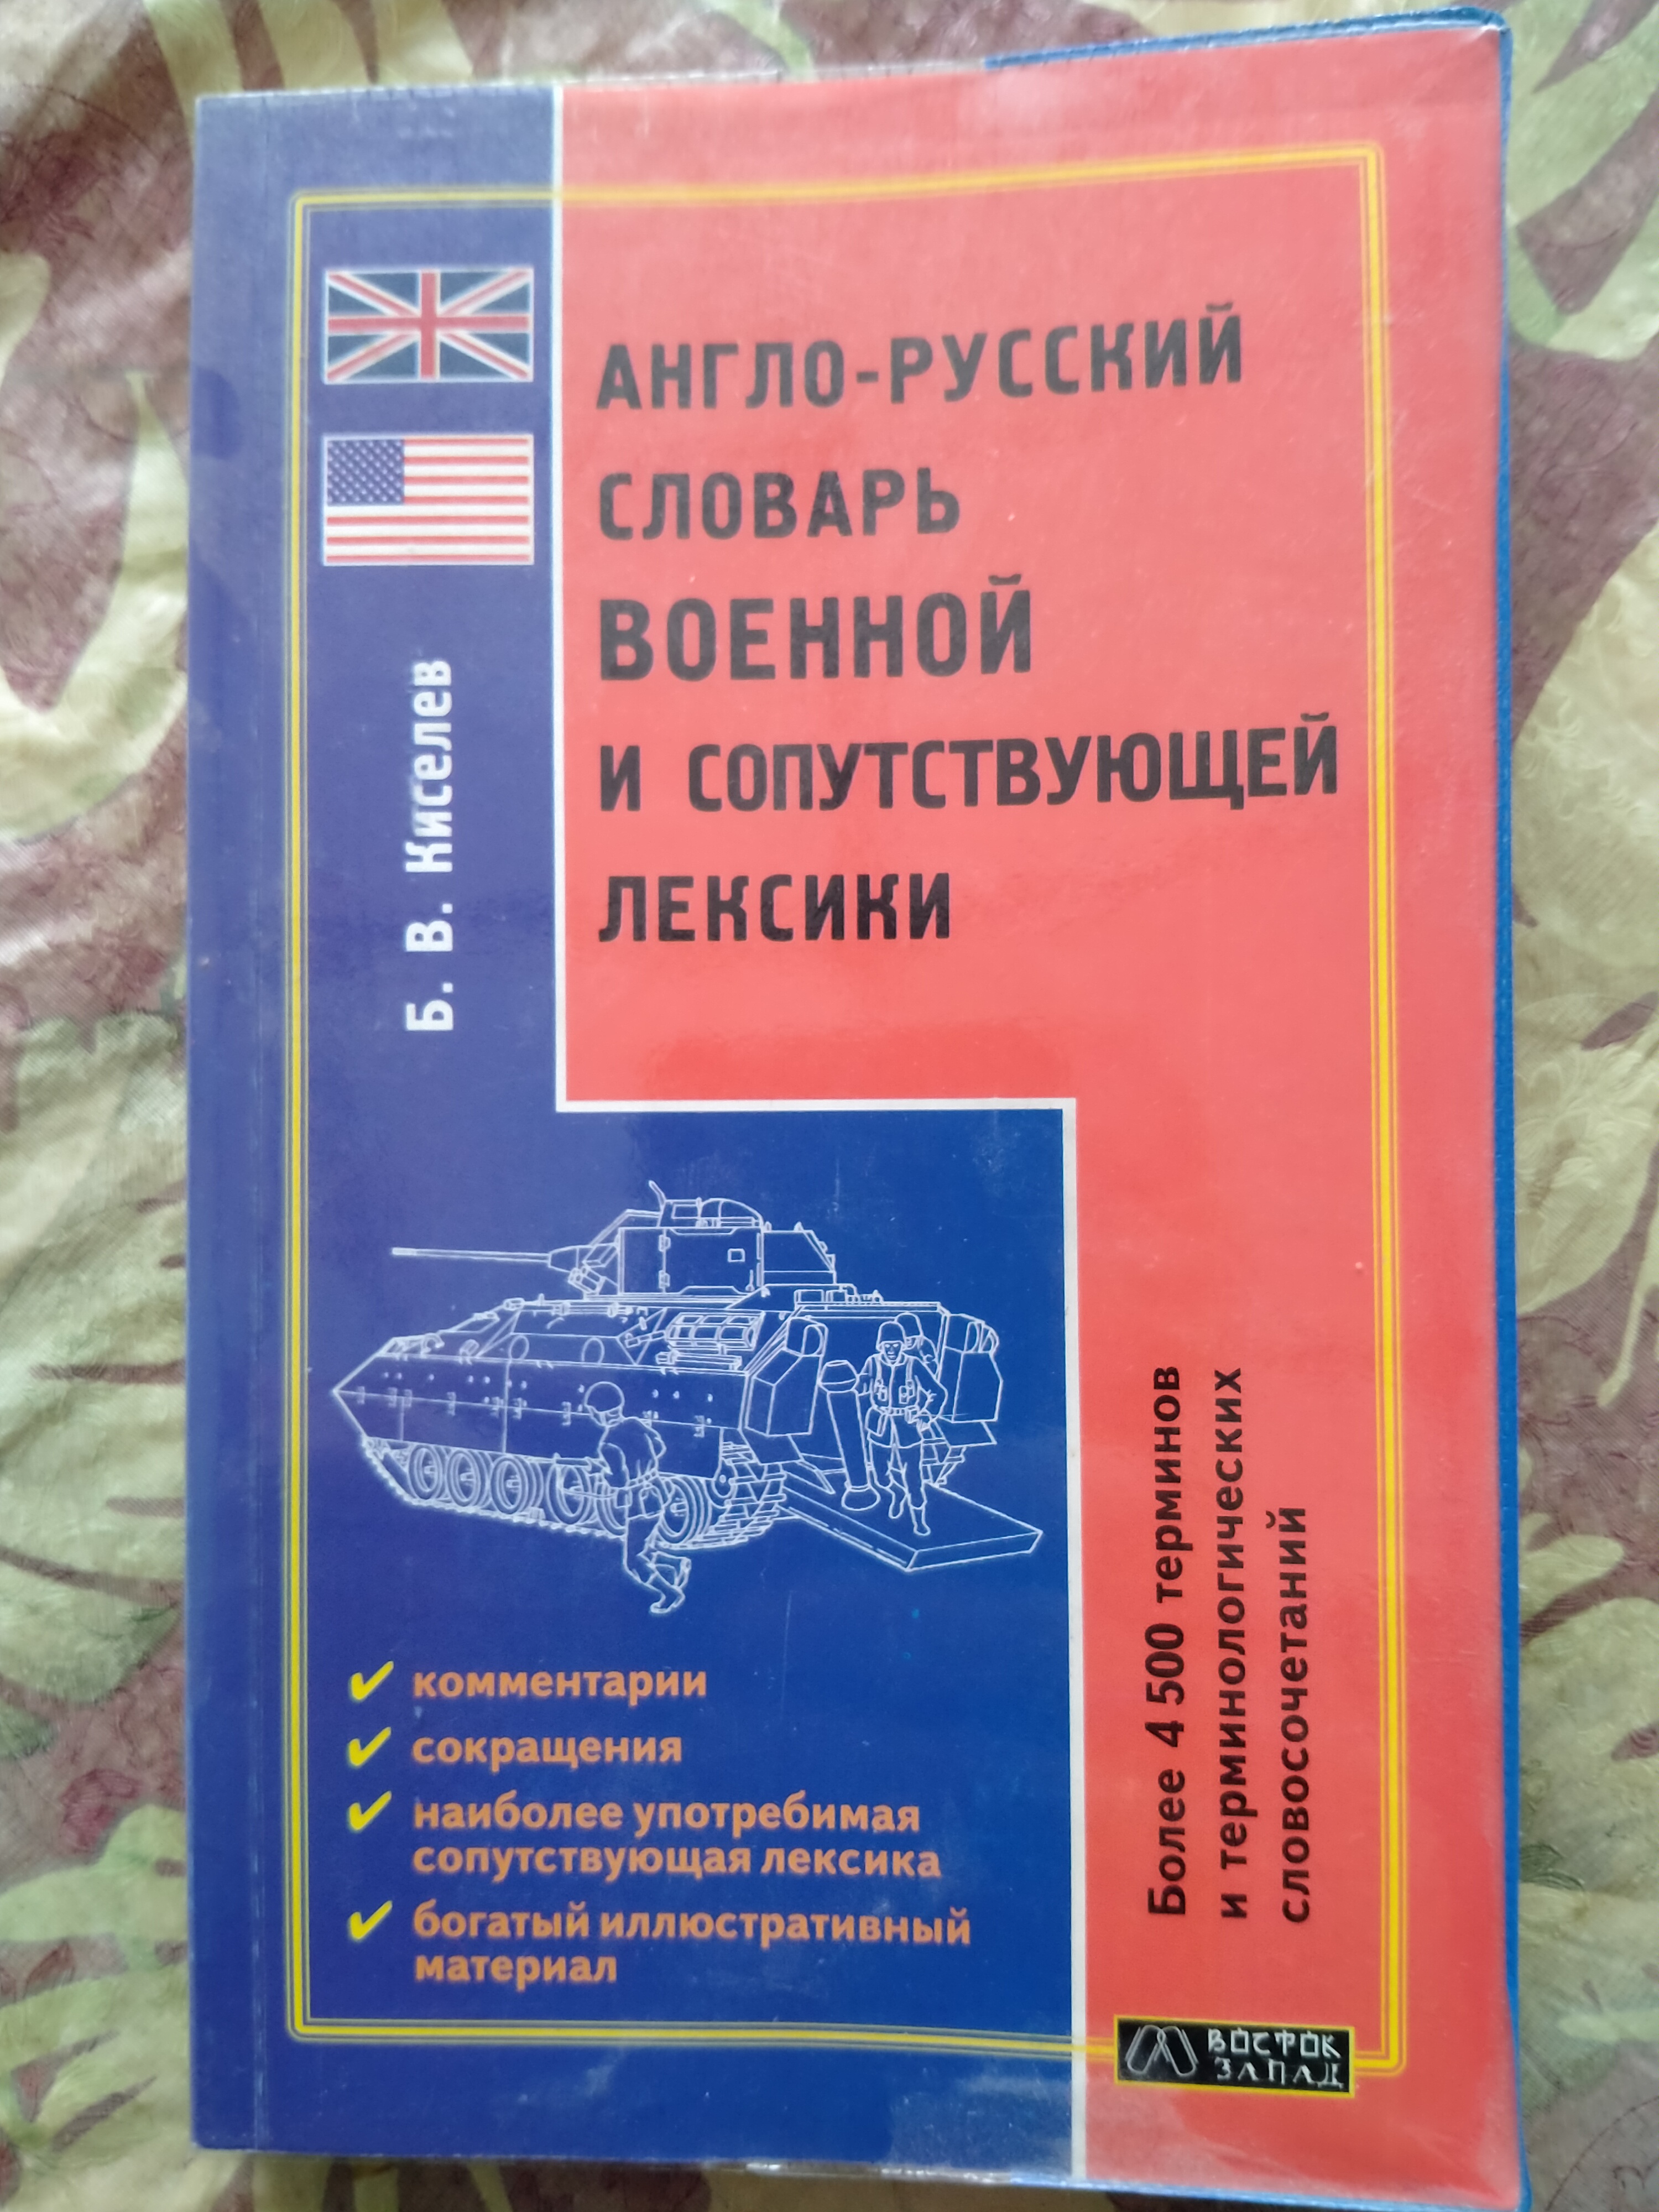 АНГЛО-РУССКИЙ
СЛОВАРЬ
ВОЕННОЙ
И СОПУТСТВУЮЩЕЙ
ЛЕКСИКИ
Б. В. Киселев
комментарии
сокращения
наиболее употребимая
сопутствующая лексика
богатый иллюстративный
материал
Более 4 500 терминов
и терминологических
словосочетаний
ВОСТОК
ЗАПАД